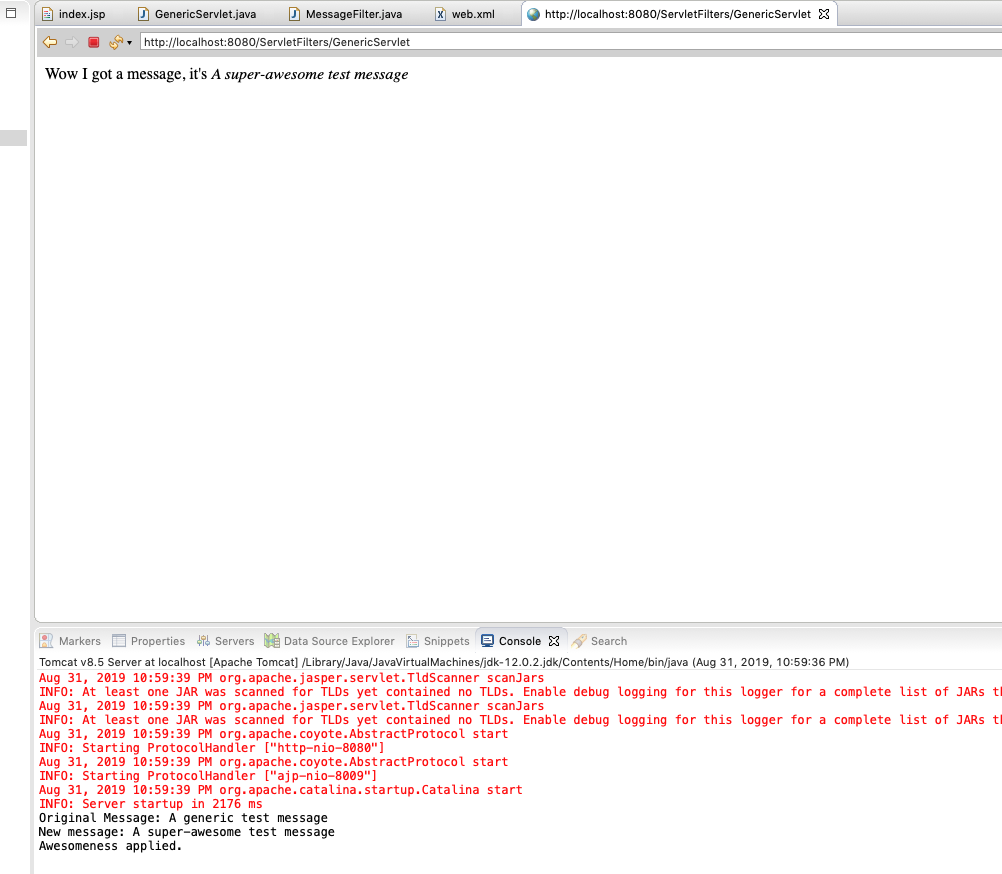 index.jsp GenericServlet.java MessageFilter.java web.xml http://localhost:8080/ServletFilters/GenericServlet
http://localhost:8080/ServletFilters/GenericServlet
Wow I got a message, it's A super-awesome test message
Markers Properties Servers Data Source Explorer Snippets Console Search
Tomcat v8.5 Server at localhost [Apache Tomcat] /Library/Java/JavaVirtualMachines/jdk-12.0.2.jdk/Contents/Home/bin/java (Aug 31, 2019, 10:59:36 PM)
Aug 31, 2019 10:59:39 PM org.apache.jasper.servlet.TldScanner scanJars
INFO: At least one JAR was scanned for TLDs yet contained no TLDs. Enable debug logging for this logger for a complete list of JARs th
Aug 31, 2019 10:59:39 PM org.apache.jasper.servlet.TldScanner scanJars
INFO: At least one JAR was scanned for TLDs yet contained no TLDs. Enable debug logging for this logger for a complete list of JARs th
Aug 31, 2019 10:59:39 PM org.apache.coyote.AbstractProtocol start
INFO: Starting ProtocolHandler ["http-nio-8080"]
Aug 31, 2019 10:59:39 PM org.apache.coyote.AbstractProtocol start
INFO: Starting ProtocolHandler ["ajp-nio-8009"]
Aug 31, 2019 10:59:39 PM org.apache.catalina.startup.Catalina start
INFO: Server startup in 2176 ms
Original Message: A generic test message
New message: A super-awesome test message
Awesomeness applied.